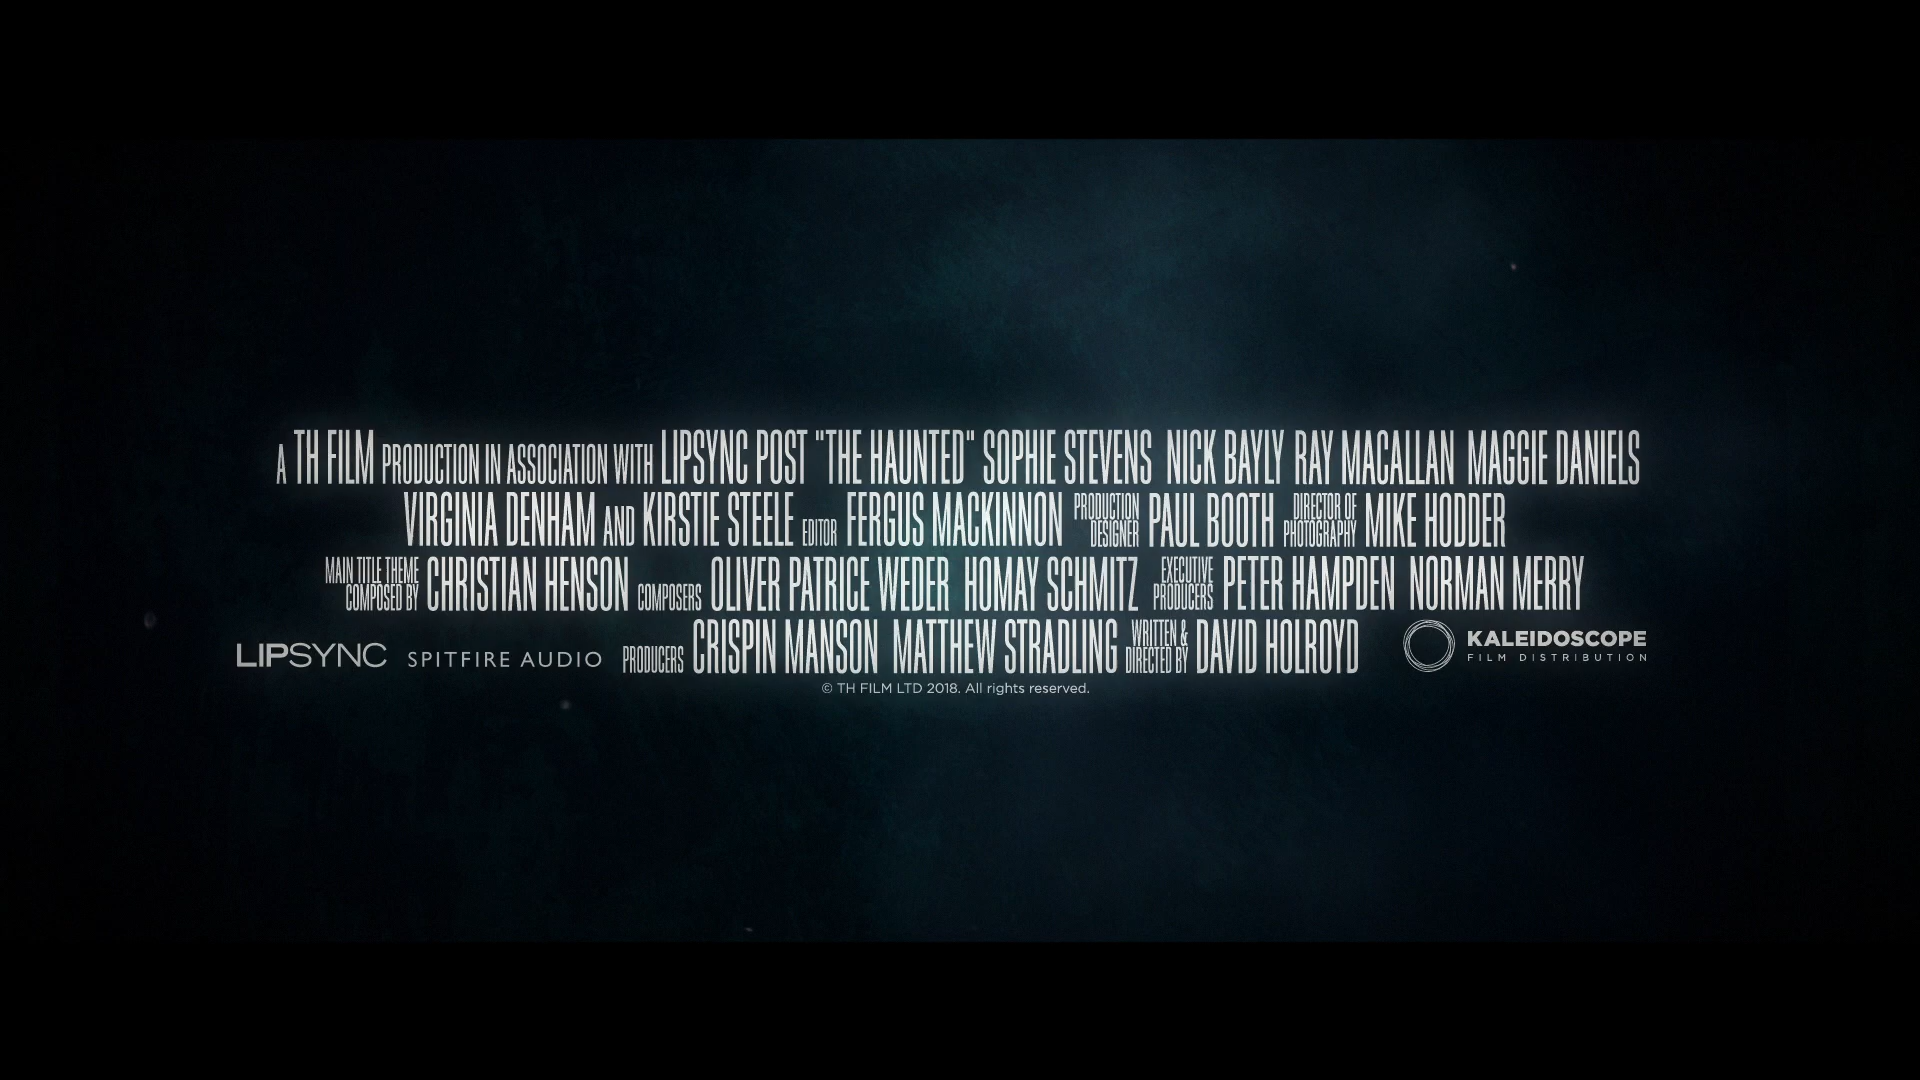 A TH FILM PRODUCTION IN ASSOCIATION WITH LIPSYNC POST "THE HAUNTED" SOPHIE STEVENS NICK BAYLY RAY MACALLAN MAGGIE DANIELS
VIRGINIA DENHAM AND KIRSTIE STEELE EDITOR FERGUS MACKINNON PRODUCTION DESIGNER PAUL BOOTH DIRECTOR OF PHOTOGRAPHY MIKE HODDER
MAIN TITLE THEME COMPOSED BY CHRISTIAN HENSON COMPOSERS OLIVER PATRICE WEDER HOMAY SCHMITZ EXECUTIVE PRODUCERS PETER HAMPDEN NORMAN MERRY
LIPSYNC SPITFIRE AUDIO PRODUCERS CRISPIN MANSON MATTHEW STRADLING WRITTEN & DIRECTED BY DAVID HOLROYD KALEIDOSCOPE FILM DISTRIBUTION
© TH FILM LTD 2018. All rights reserved.